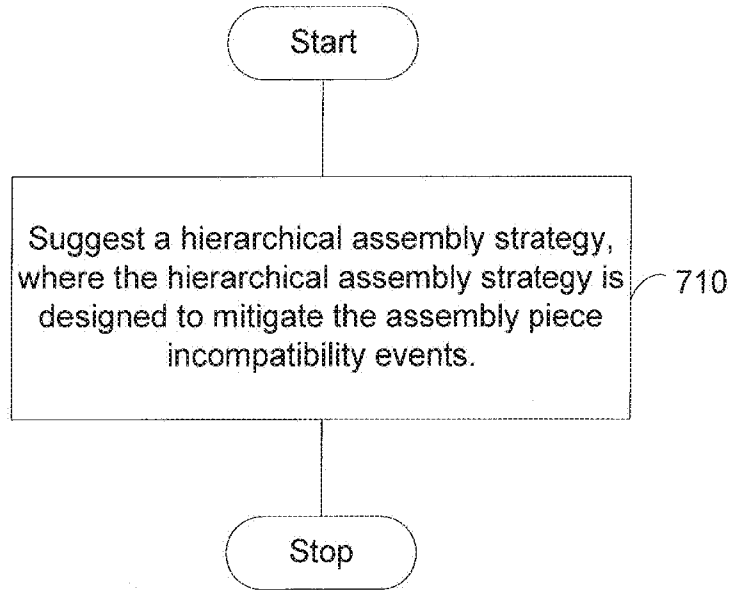 Start
Suggest a hierarchical assembly strategy,
where the hierarchical assembly strategy is
designed to mitigate the assembly piece
incompatibility events.
710
Stop